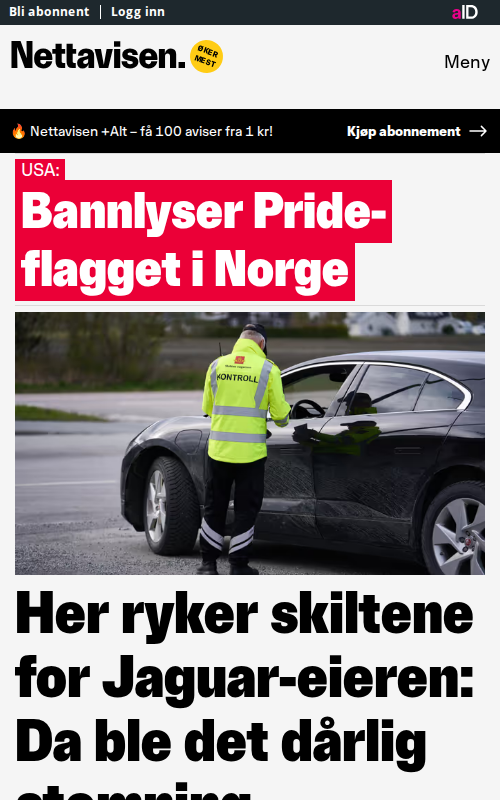 Bli abonnent | Logg inn
aID
Nettavisen.
ØKER
MEST
Meny
🔥 Nettavisen +Alt – få 100 aviser fra 1 kr!
Kjøp abonnement →
USA:
Bannlyser Pride-
flagget i Norge
KONTROLL
Her ryker skiltene
for Jaguar-eieren:
Da ble det dårlig
stemning